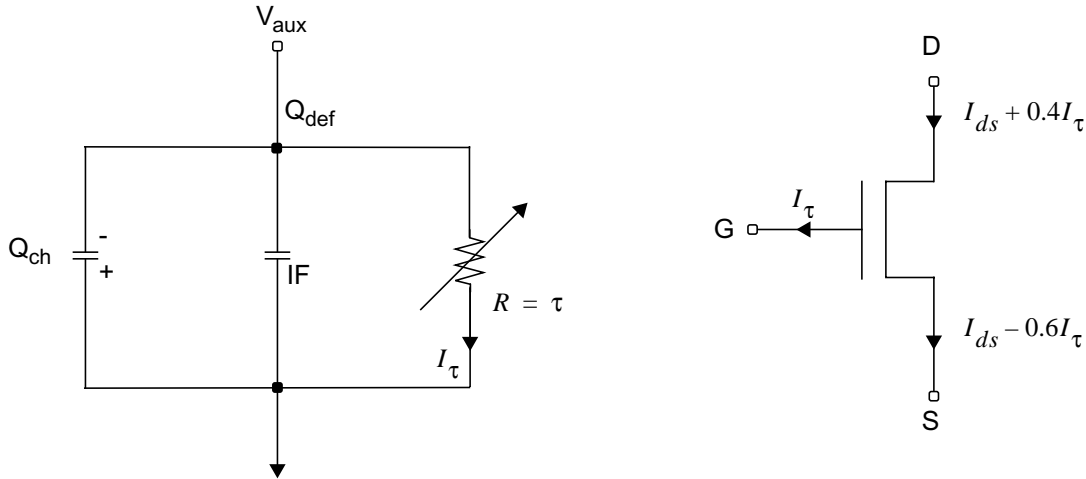 V_aux
Q_def
Q_ch
-
+
IF
R = τ
I_τ
D
I_ds + 0.4I_τ
I_τ
G
I_ds − 0.6I_τ
S